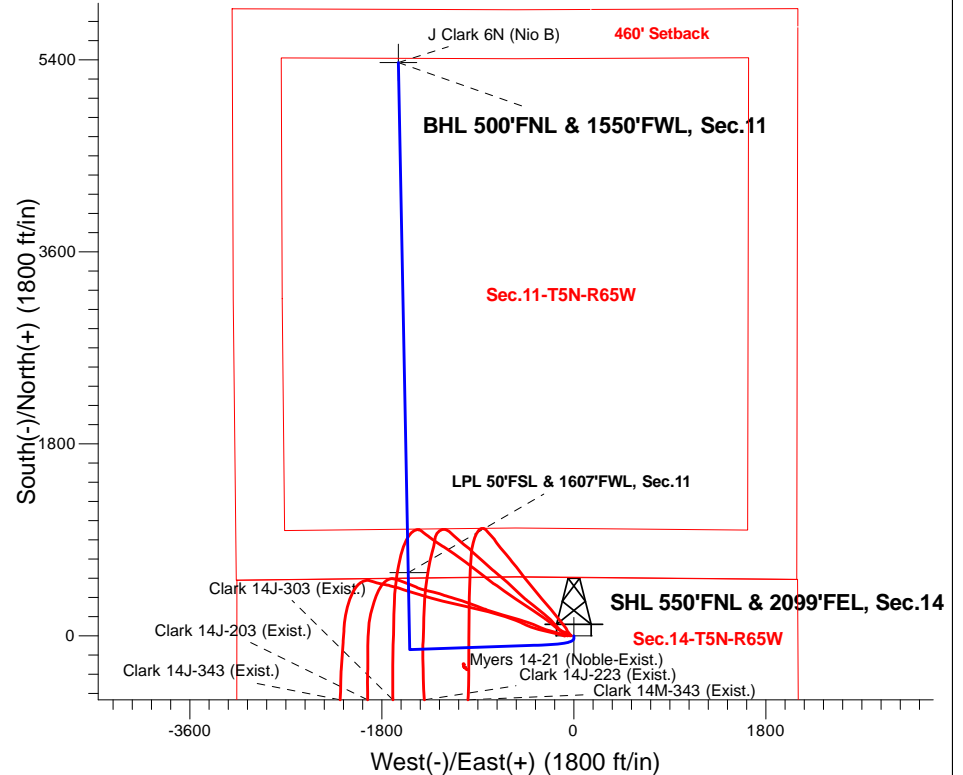 J Clark 6N (Nio B)
460' Setback
5400
BHL 500'FNL & 1550'FWL, Sec.11
3600
Sec.11-T5N-R65W
South(-)/North(+) (1800 ft/in)
1800
LPL 50'FSL & 1607'FWL, Sec.11
Clark 14J-303 (Exist.)
SHL 550'FNL & 2099'FEL, Sec.14
Clark 14J-203 (Exist.)
0
Sec.14-T5N-R65W
Myers 14-21 (Noble-Exist.)
Clark 14J-343 (Exist.)
Clark 14J-223 (Exist.)
Clark 14M-343 (Exist.)
-3600
-1800
0
1800
West(-)/East(+) (1800 ft/in)